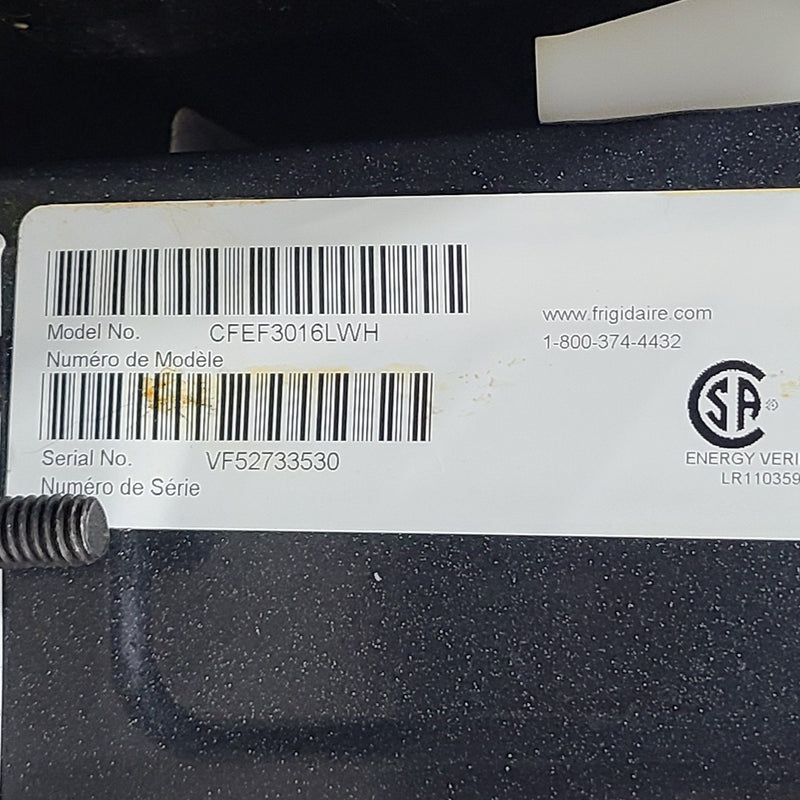 Model No. CFEF3016LWH
Numéro de Modèle
Serial No. VF52733530
Numéro de Série
www.frigidaire.com
1-800-374-4432
SA ®
ENERGY VERI
LR110359